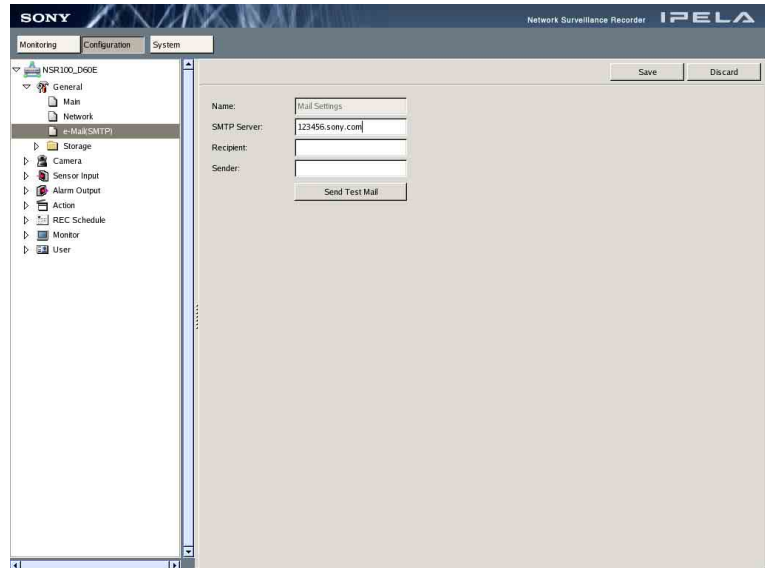 SONY
Network Surveillance Recorder IPELA
Monitoring Configuration System
NSR100_D60E
General
Main
Network
e-Mail(SMTP)
Storage
Camera
Sensor Input
Alarm Output
Action
REC Schedule
Monitor
User
Save Discard
Name: Mail Settings
SMTP Server: 123456.sony.com
Recipient:
Sender:
Send Test Mail